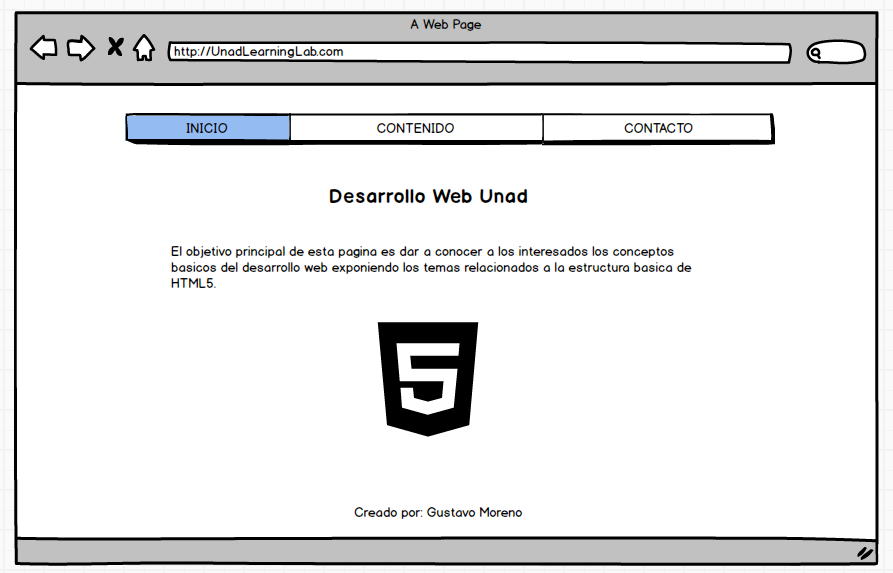 A Web Page
http://UnadLearningLab.com
INICIO
CONTENIDO
CONTACTO
Desarrollo Web Unad
El objetivo principal de esta pagina es dar a conocer a los interesados los conceptos
basicos del desarrollo web exponiendo los temas relacionados a la estructura basica de
HTML5.
5
Creado por: Gustavo Moreno